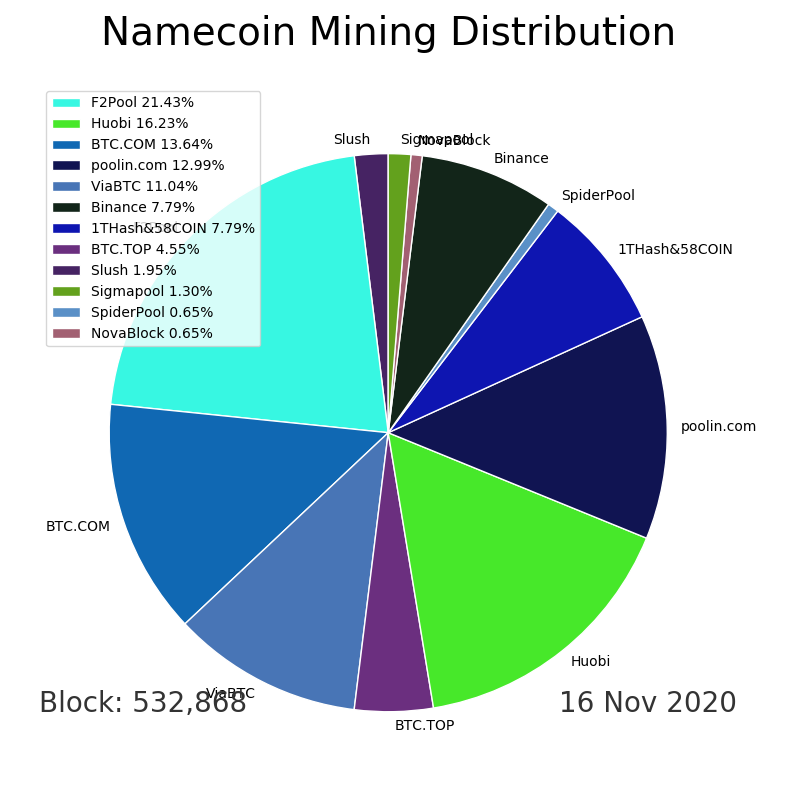 Namecoin Mining Distribution
F2Pool 21.43%
Huobi 16.23%
BTC.COM 13.64%
poolin.com 12.99%
ViaBTC 11.04%
Binance 7.79%
1THash&58COIN 7.79%
BTC.TOP 4.55%
Slush 1.95%
Sigmapool 1.30%
SpiderPool 0.65%
NovaBlock 0.65%
Slush
Sigmapool
NovaBlock
Binance
SpiderPool
1THash&58COIN
poolin.com
BTC.COM
Huobi
ViaBTC
BTC.TOP
Block: 532,868
16 Nov 2020